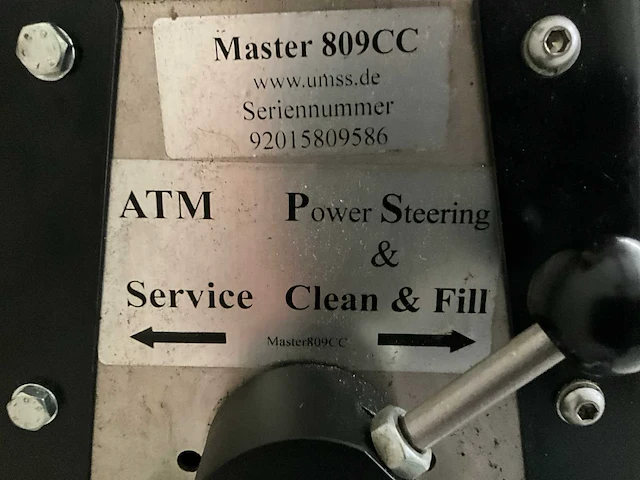 Master 809CC
www.umss.de
Seriennummer
92015809586
ATM Power Steering
&
Service Clean & Fill
Master809CC